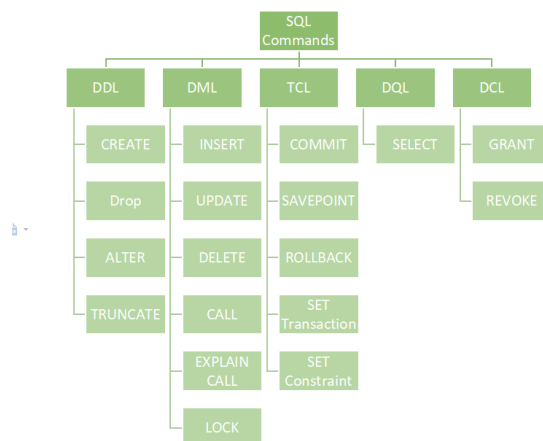 SQL
Commands
DDL
DML
TCL
DQL
DCL
CREATE
INSERT
COMMIT
SELECT
GRANT
Drop
UPDATE
SAVEPOINT
REVOKE
ALTER
DELETE
ROLLBACK
TRUNCATE
CALL
SET
Transaction
EXPLAIN
CALL
SET
Constraint
LOCK